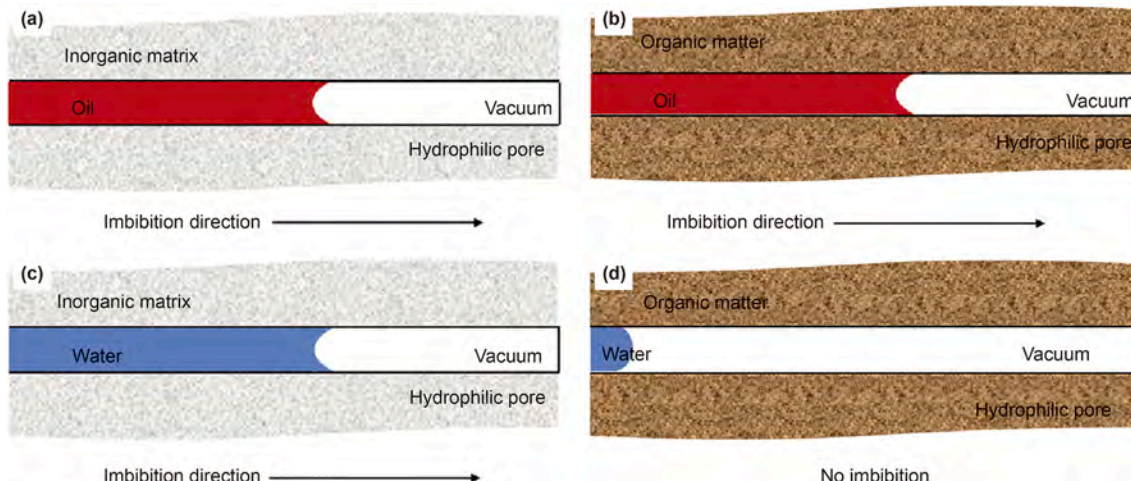 (a)
Inorganic matrix
Oil
Vacuum
Hydrophilic pore
Imbibition direction
(b)
Organic matter
Oil
Vacuum
Hydrophilic pore
Imbibition direction
(c)
Inorganic matrix
Water
Vacuum
Hydrophilic pore
Imbibition direction
(d)
Organic matter
Water
Vacuum
Hydrophilic pore
No imbibition